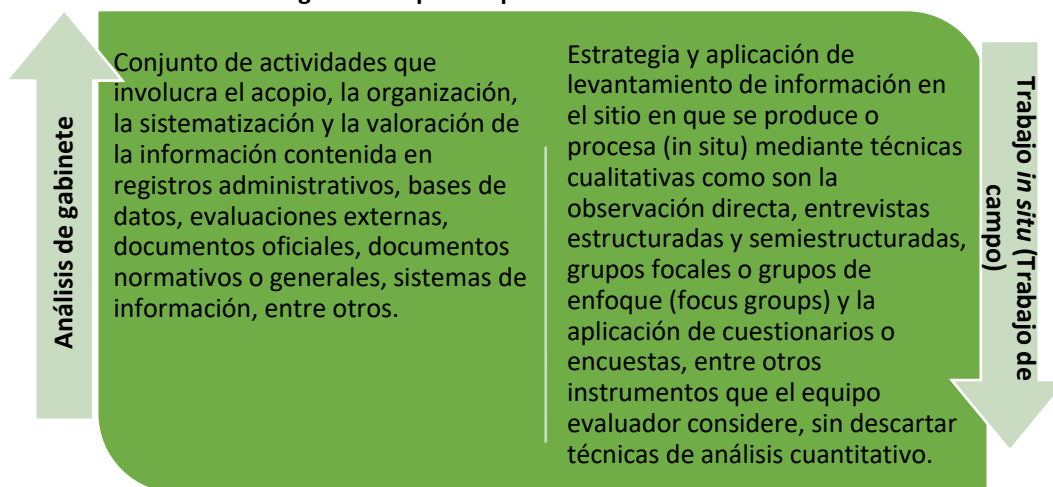 Análisis de gabinete
Conjunto de actividades que
involucra el acopio, la organización,
la sistematización y la valoración de
la información contenida en
registros administrativos, bases de
datos, evaluaciones externas,
documentos oficiales, documentos
normativos o generales, sistemas de
información, entre otros.
Estrategia y aplicación de
levantamiento de información en
el sitio en que se produce o
procesa (in situ) mediante técnicas
cualitativas como son la
observación directa, entrevistas
estructuradas y semiestructuradas,
grupos focales o grupos de
enfoque (focus groups) y la
aplicación de cuestionarios o
encuestas, entre otros
instrumentos que el equipo
evaluador considere, sin descartar
técnicas de análisis cuantitativo.
Trabajo in situ (Trabajo de
campo)